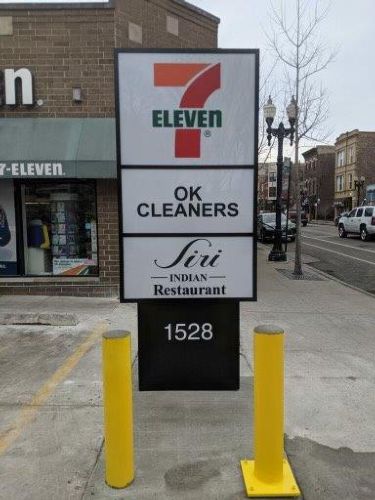 n
7-ELEVEN.
7
ELEVEN
®
OK
CLEANERS
Siri
INDIAN
Restaurant
1528